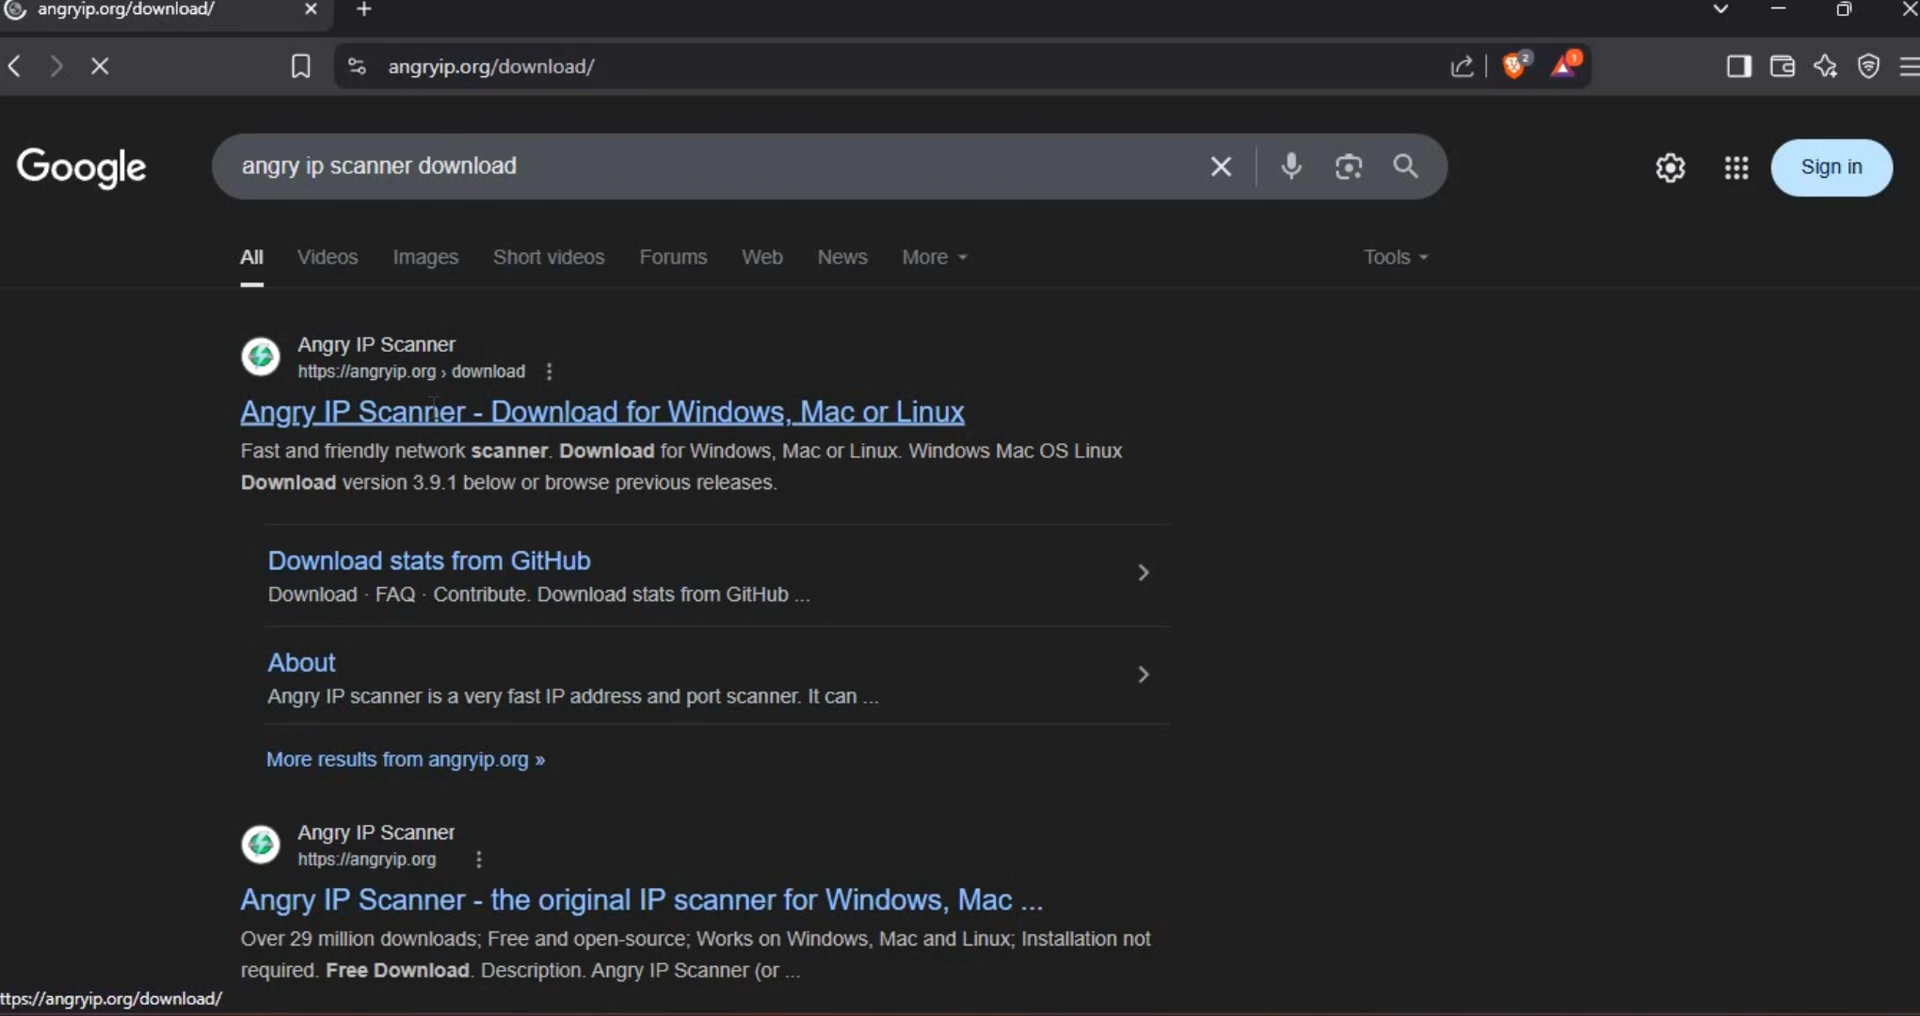 angryip.org/download/
angryip.org/download/
2
1
Google
angry ip scanner download
Sign in
All Videos Images Short videos Forums Web News More Tools
Angry IP Scanner
https://angryip.org › download
Angry IP Scanner - Download for Windows, Mac or Linux
Fast and friendly network scanner. Download for Windows, Mac or Linux. Windows Mac OS Linux
Download version 3.9.1 below or browse previous releases.
Download stats from GitHub
Download · FAQ · Contribute. Download stats from GitHub ...
About
Angry IP scanner is a very fast IP address and port scanner. It can ...
More results from angryip.org »
Angry IP Scanner
https://angryip.org
Angry IP Scanner - the original IP scanner for Windows, Mac ...
Over 29 million downloads; Free and open-source; Works on Windows, Mac and Linux; Installation not
required. Free Download. Description. Angry IP Scanner (or ...
ttps://angryip.org/download/